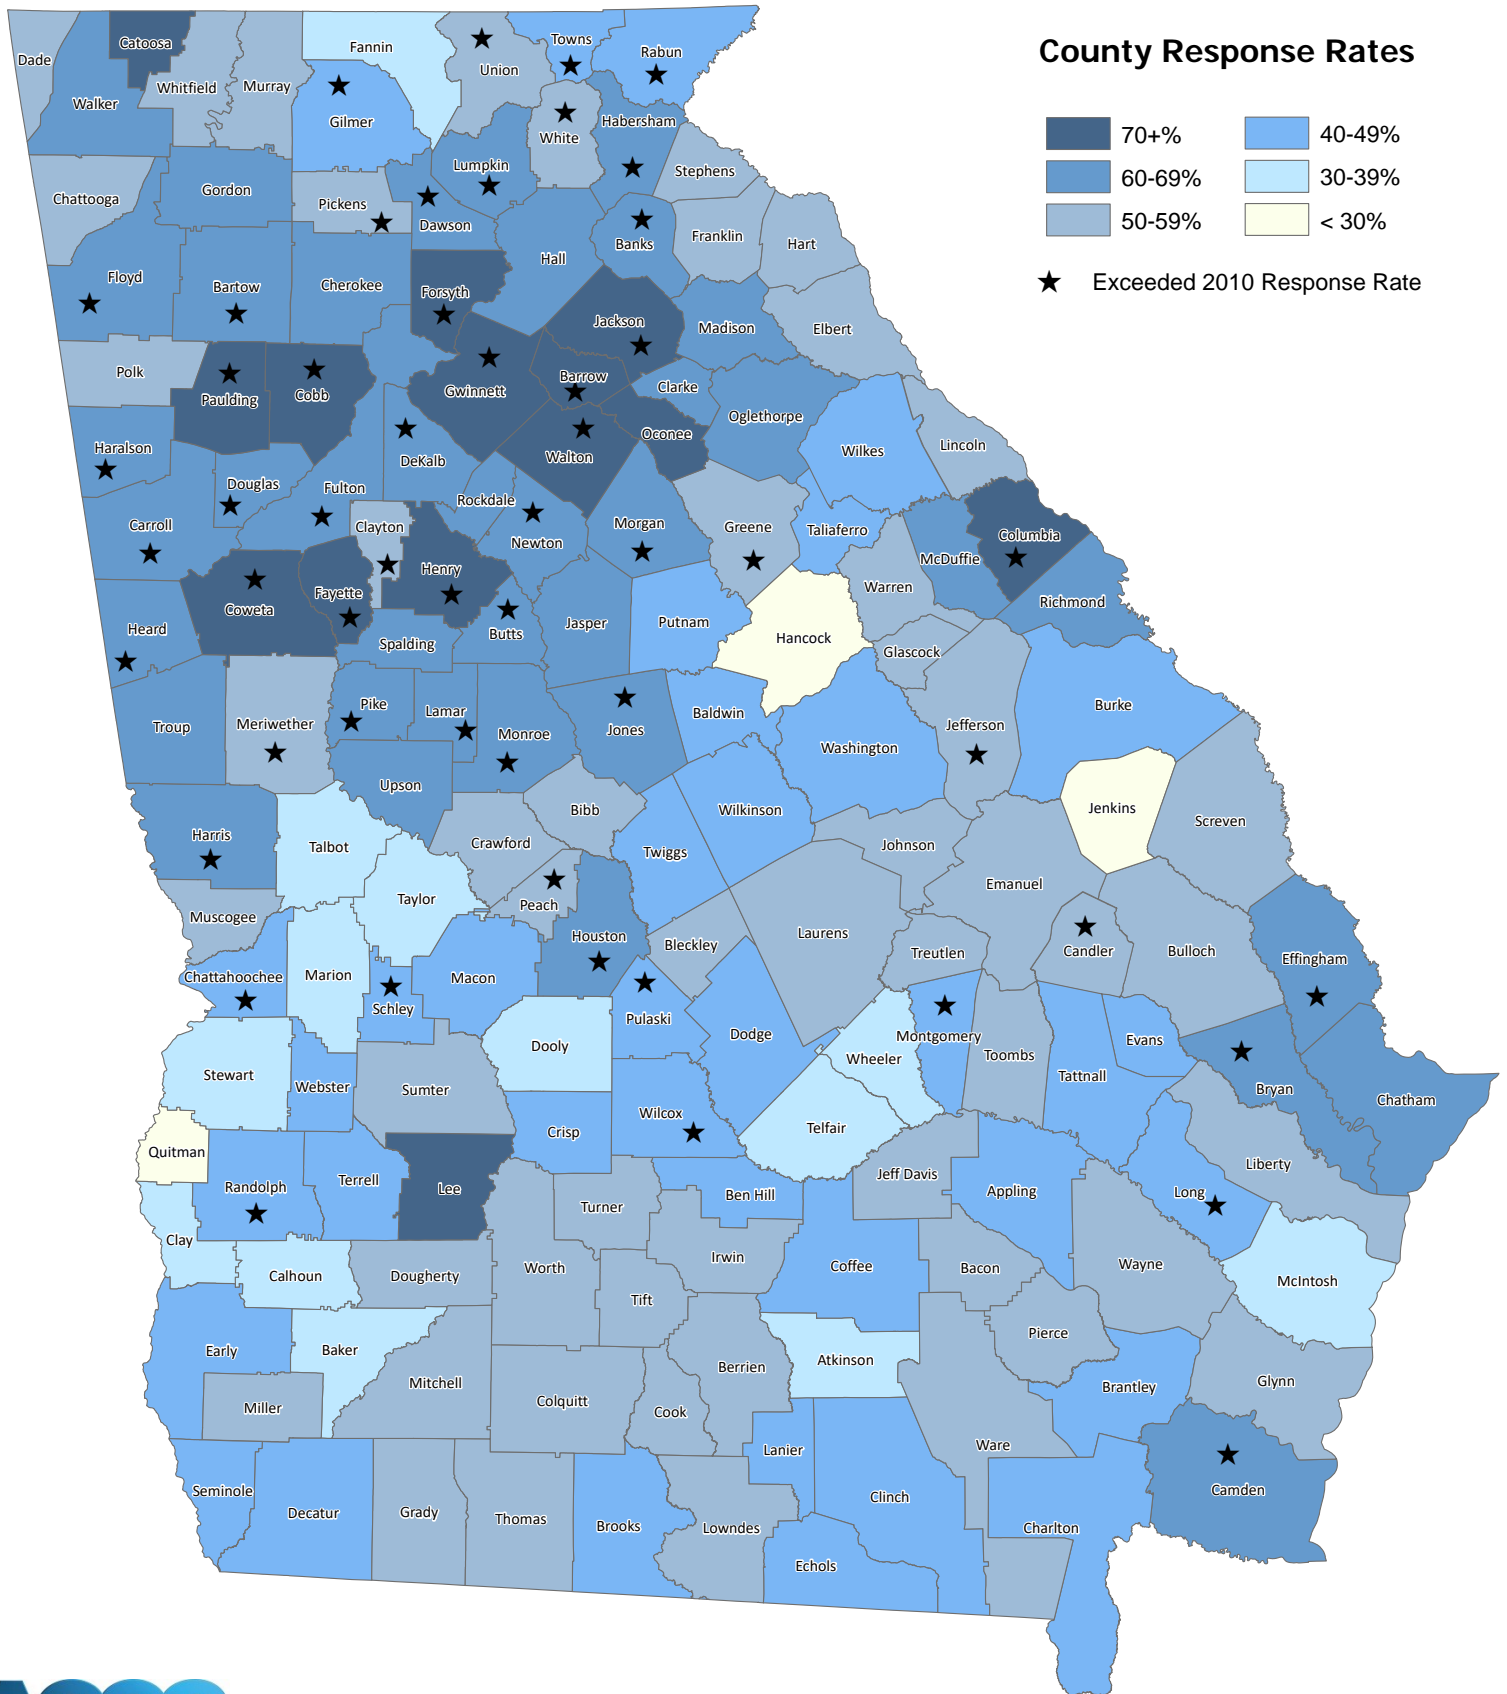 County Response Rates
70+%
40-49%
60-69%
30-39%
50-59%
< 30%
Exceeded 2010 Response Rate
Dade
Catoosa
Fannin
Union
Towns
Rabun
Walker
Whitfield
Murray
Gilmer
White
Habersham
Lumpkin
Stephens
Chattooga
Gordon
Pickens
Dawson
Banks
Franklin
Hart
Hall
Floyd
Bartow
Cherokee
Forsyth
Jackson
Madison
Elbert
Polk
Paulding
Cobb
Gwinnett
Barrow
Clarke
Oglethorpe
Oconee
Wilkes
Lincoln
Haralson
Douglas
Fulton
DeKalb
Walton
Rockdale
Carroll
Clayton
Newton
Morgan
Greene
Taliaferro
Columbia
McDuffie
Henry
Fayette
Coweta
Warren
Richmond
Heard
Spalding
Butts
Jasper
Putnam
Hancock
Glascock
Troup
Meriwether
Pike
Lamar
Monroe
Jones
Baldwin
Washington
Jefferson
Burke
Upson
Bibb
Wilkinson
Jenkins
Screven
Harris
Talbot
Crawford
Twiggs
Johnson
Emanuel
Taylor
Peach
Muscogee
Houston
Bleckley
Laurens
Treutlen
Candler
Bulloch
Effingham
Chattahoochee
Marion
Macon
Schley
Pulaski
Dodge
Montgomery
Dooly
Wheeler
Toombs
Evans
Tattnall
Stewart
Webster
Sumter
Bryan
Chatham
Wilcox
Crisp
Telfair
Quitman
Randolph
Terrell
Lee
Turner
Ben Hill
Jeff Davis
Appling
Long
Liberty
Clay
Calhoun
Dougherty
Worth
Irwin
Coffee
Bacon
Wayne
McIntosh
Tift
Early
Baker
Pierce
Mitchell
Berrien
Atkinson
Brantley
Glynn
Miller
Colquitt
Cook
Ware
Lanier
Camden
Seminole
Decatur
Grady
Thomas
Brooks
Lowndes
Clinch
Charlton
Echols